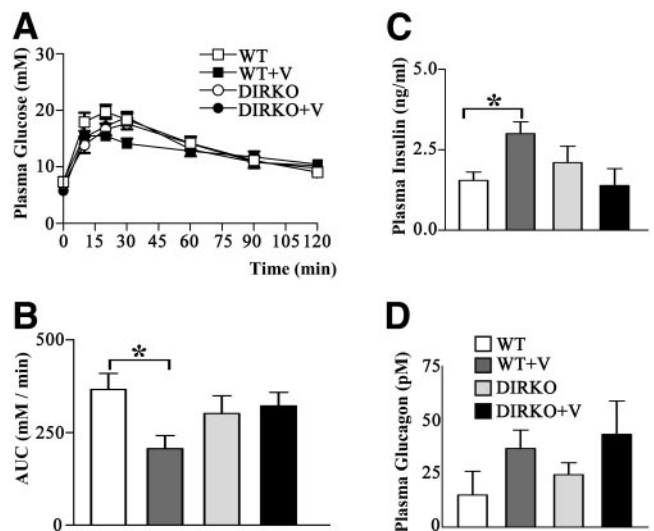 A
Plasma Glucose (mM)
30
20
10
0
0 15 30 45 60 75 90 105 120
Time (min)
WT
WT+V
DIRKO
DIRKO+V
C
Plasma Insulin (ng/ml)
5.0
2.5
0.0
*
B
AUC (mM / min)
500
250
0
*
D
Plasma Glucagon (pM)
75
50
25
0
WT
WT+V
DIRKO
DIRKO+V